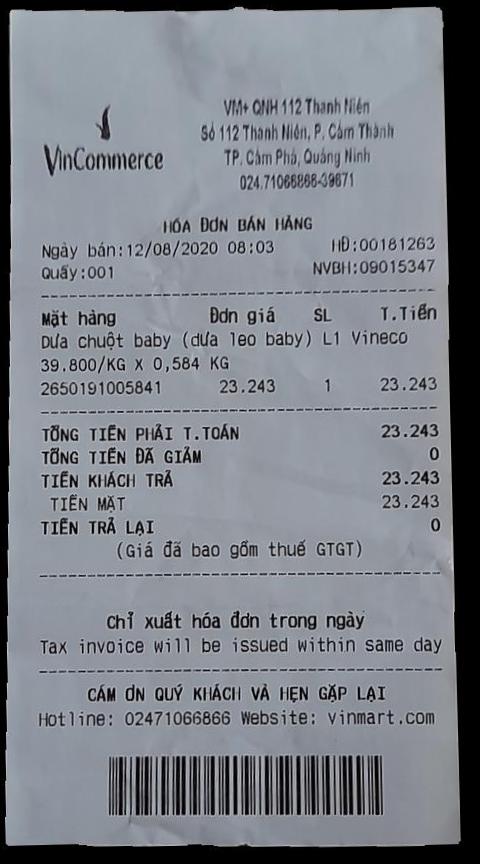 VINCOMMERCE
VM+ QNH 112 Thanh Niên
Số 112 Thanh Niên, P. Cẩm Thành
TP. Cẩm Phả, Quảng Ninh
024.71066866-39671
HÓA ĐƠN BÁN HÀNG
Ngày bán:12/08/2020 08:03 HĐ:00181263
Quầy:001 NVBH:09015347
Mặt hàng Đơn giá SL T.Tiền
Dưa chuột baby (dưa leo baby) L1 Vineco
39.800/KG X 0,584 KG
2650191005841 23.243 1 23.243
TỔNG TIỀN PHẢI T.TOÁN 23.243
TỔNG TIỀN ĐÃ GIẢM 0
TIỀN KHÁCH TRẢ 23.243
TIỀN MẶT 23.243
TIỀN TRẢ LẠI 0
(Giá đã bao gồm thuế GTGT)
Chỉ xuất hóa đơn trong ngày
Tax invoice will be issued within same day
CẢM ƠN QUÝ KHÁCH VÀ HẸN GẶP LẠI
Hotline: 02471066866 Website: vinmart.com